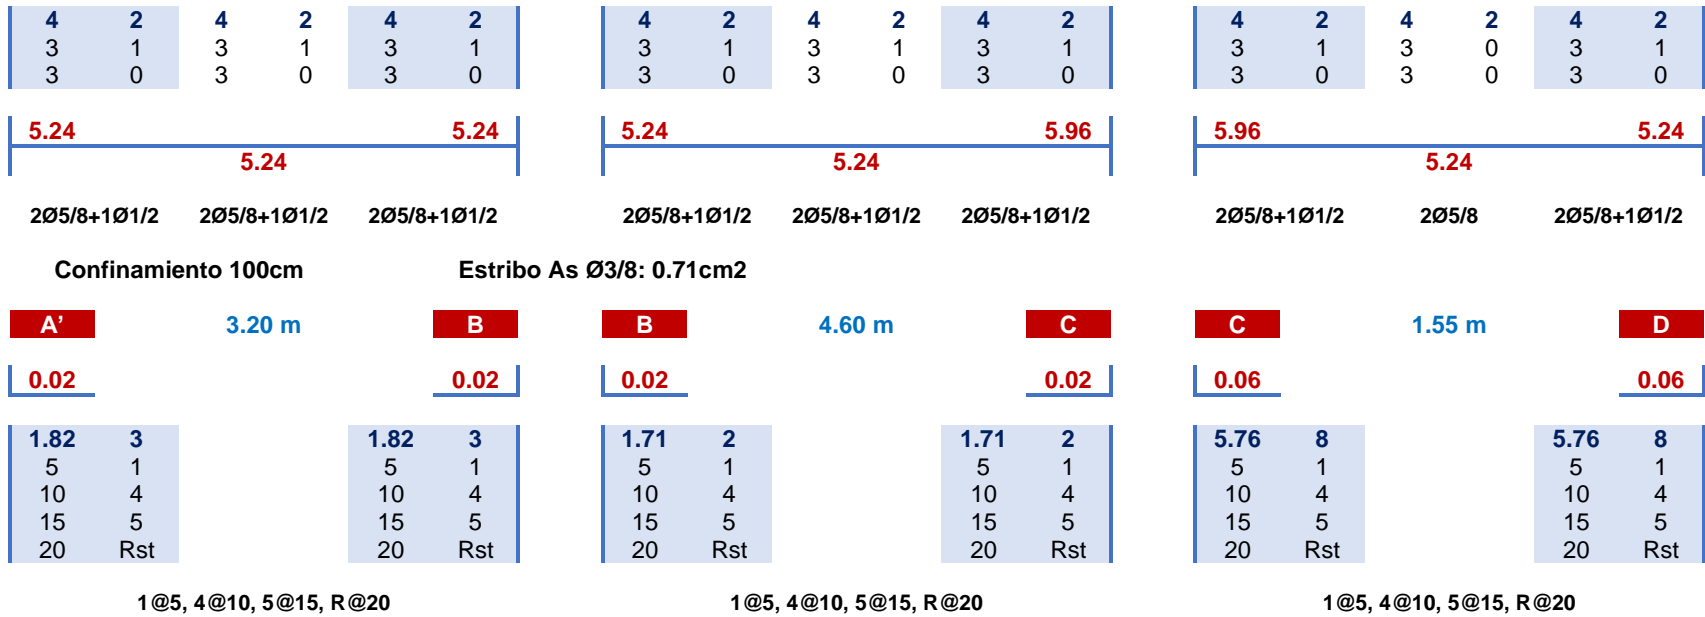 4 2 4 2 4 2 4 2 4 2 4 2 4 2 4 2 4 2
3 1 3 1 3 1 3 1 3 1 3 1 3 1 3 0 3 1
3 0 3 0 3 0 3 0 3 0 3 0 3 0 3 0 3 0
5.24 5.24 5.24 5.96 5.96 5.24
5.24 5.24 5.24
2Ø5/8+1Ø1/2 2Ø5/8+1Ø1/2 2Ø5/8+1Ø1/2 2Ø5/8+1Ø1/2 2Ø5/8+1Ø1/2 2Ø5/8+1Ø1/2 2Ø5/8+1Ø1/2 2Ø5/8 2Ø5/8+1Ø1/2
Confinamiento 100cm Estribo As Ø3/8: 0.71cm2
A’ 3.20 m B B 4.60 m C C 1.55 m D
0.02 0.02 0.02 0.02 0.06 0.06
1.82 3 1.82 3 1.71 2 1.71 2 5.76 8 5.76 8
5 1 5 1 5 1 5 1 5 1 5 1
10 4 10 4 10 4 10 4 10 4 10 4
15 5 15 5 15 5 15 5 15 5 15 5
20 Rst 20 Rst 20 Rst 20 Rst 20 Rst 20 Rst
1@5, 4@10, 5@15, R@20 1@5, 4@10, 5@15, R@20 1@5, 4@10, 5@15, R@20